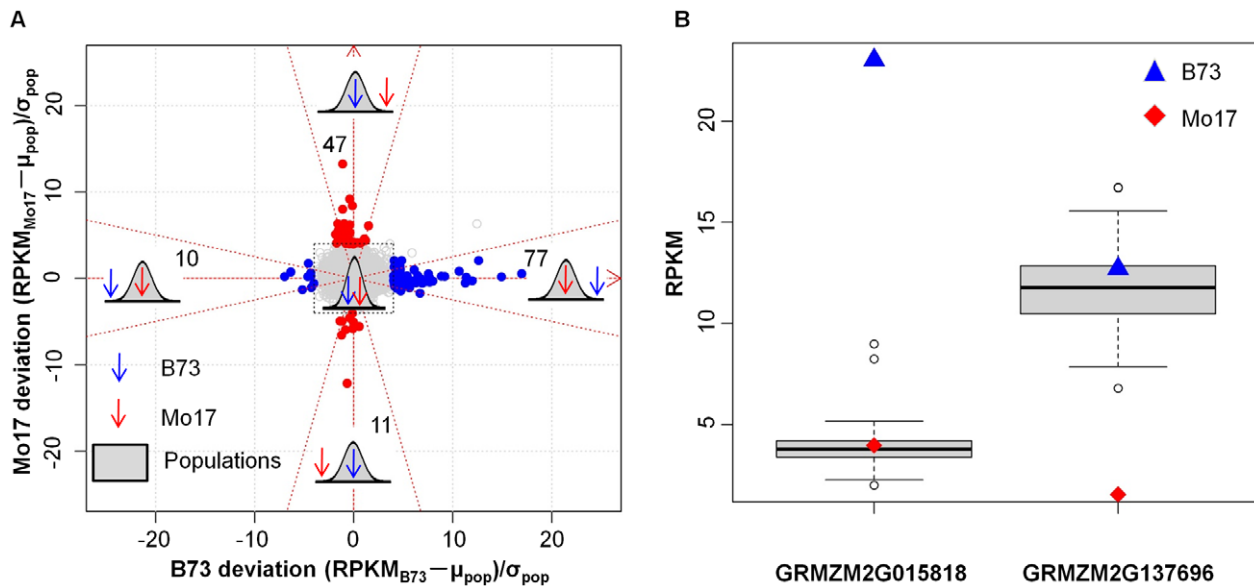 A
Mo17 deviation (RPKMMo17—μpop)/σpop
20
10
0
-10
-20
47
10
77
11
B73
Mo17
Populations
-20
-10
0
10
20
B73 deviation (RPKMB73—μpop)/σpop
B
RPKM
20
15
10
5
B73
Mo17
GRMZM2G015818
GRMZM2G137696